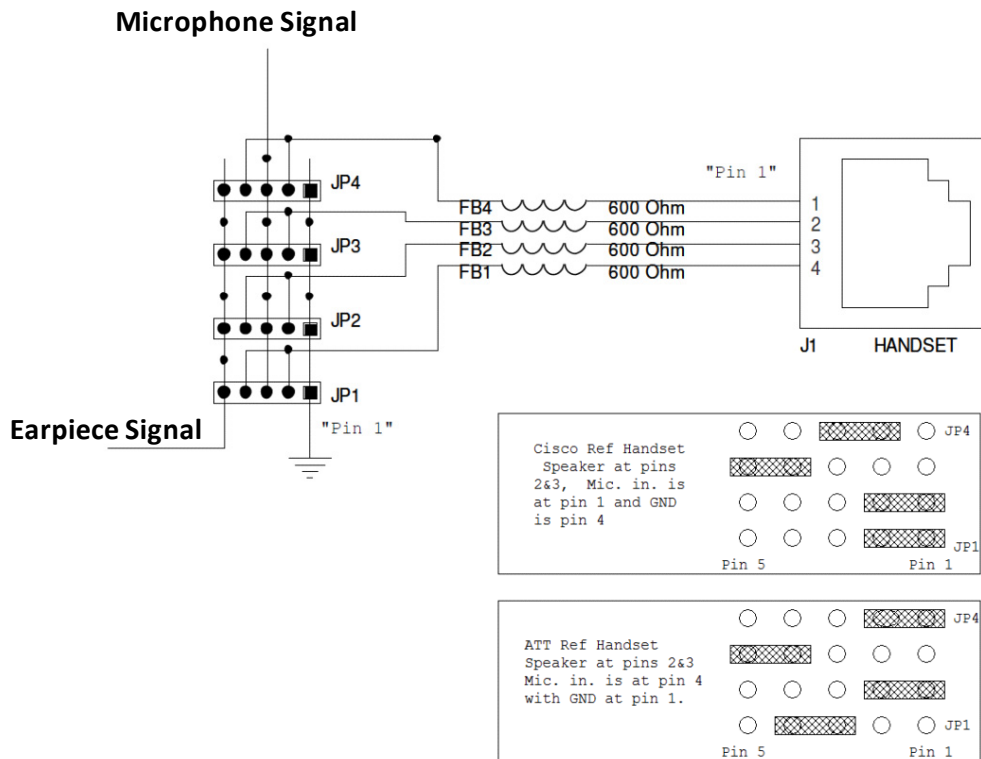 Microphone Signal
"Pin 1"
JP4
FB4 600 Ohm 1
FB3 600 Ohm 2
JP3
FB2 600 Ohm 3
FB1 600 Ohm 4
JP2
J1 HANDSET
JP1
Earpiece Signal
"Pin 1"
Cisco Ref Handset
Speaker at pins
2&3, Mic. in. is
at pin 1 and GND
is pin 4
JP4
JP1
Pin 5 Pin 1
ATT Ref Handset
Speaker at pins 2&3
Mic. in. is at pin 4
with GND at pin 1.
JP4
JP1
Pin 5 Pin 1